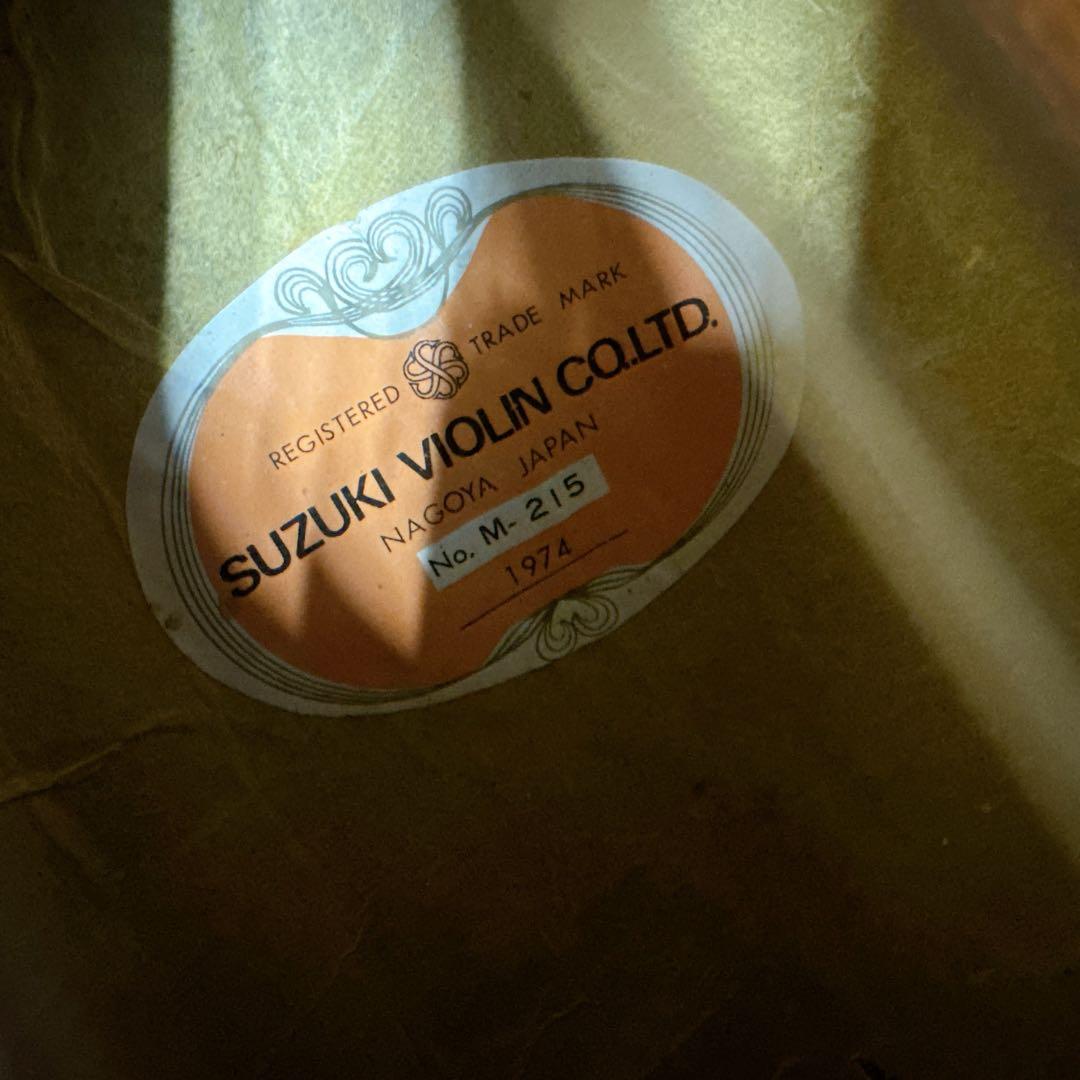 REGISTERED TRADE MARK
SUZUKI VIOLIN CO.LTD.
NAGOYA JAPAN
No. M-215
1974